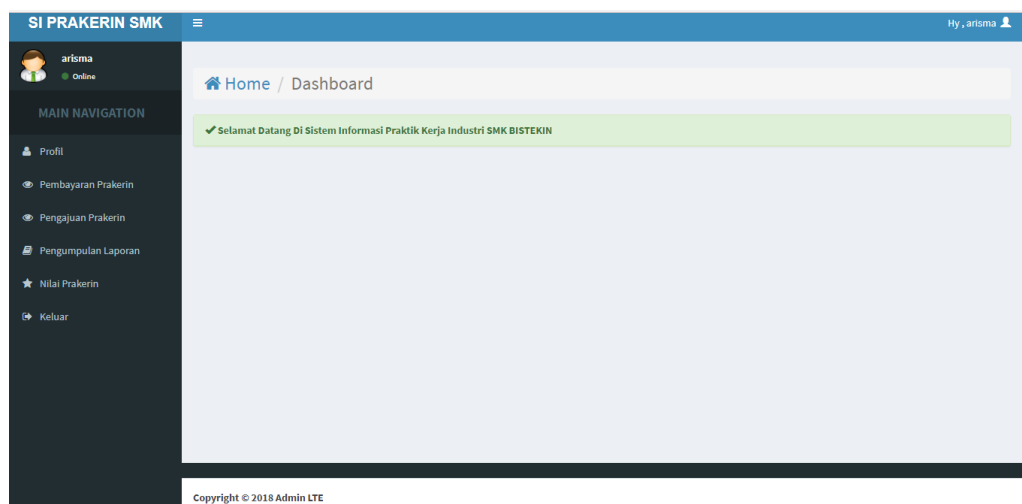 SI PRAKERIN SMK
Hy , arisma
arisma
Online
Home / Dashboard
MAIN NAVIGATION
Selamat Datang Di Sistem Informasi Praktik Kerja Industri SMK BISTEKIN
Profil
Pembayaran Prakerin
Pengajuan Prakerin
Pengumpulan Laporan
Nilai Prakerin
Keluar
Copyright © 2018 Admin LTE